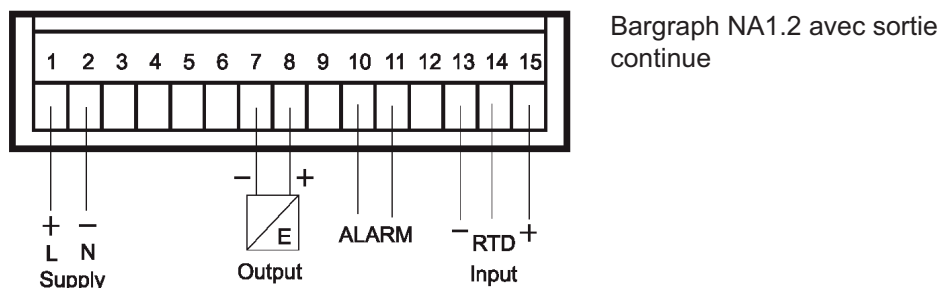 Bargraph NA1.2 avec sortie
continue
1 2 3 4 5 6 7 8 9 10 11 12 13 14 15
− +
E
Output
+ −
L N
Supply
ALARM
− RTD +
Input